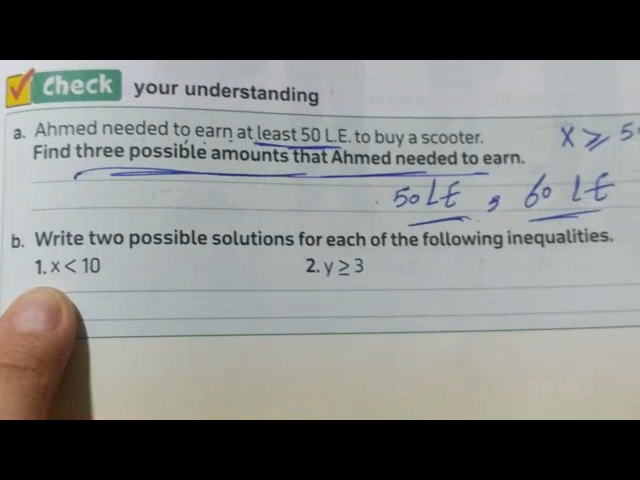 Check your understanding
a. Ahmed needed to earn at least 50 L.E. to buy a scooter.
x ⩾ 50
Find three possible amounts that Ahmed needed to earn.
50 LE , 60 LE
b. Write two possible solutions for each of the following inequalities.
1. x < 10 2. y ≥ 3